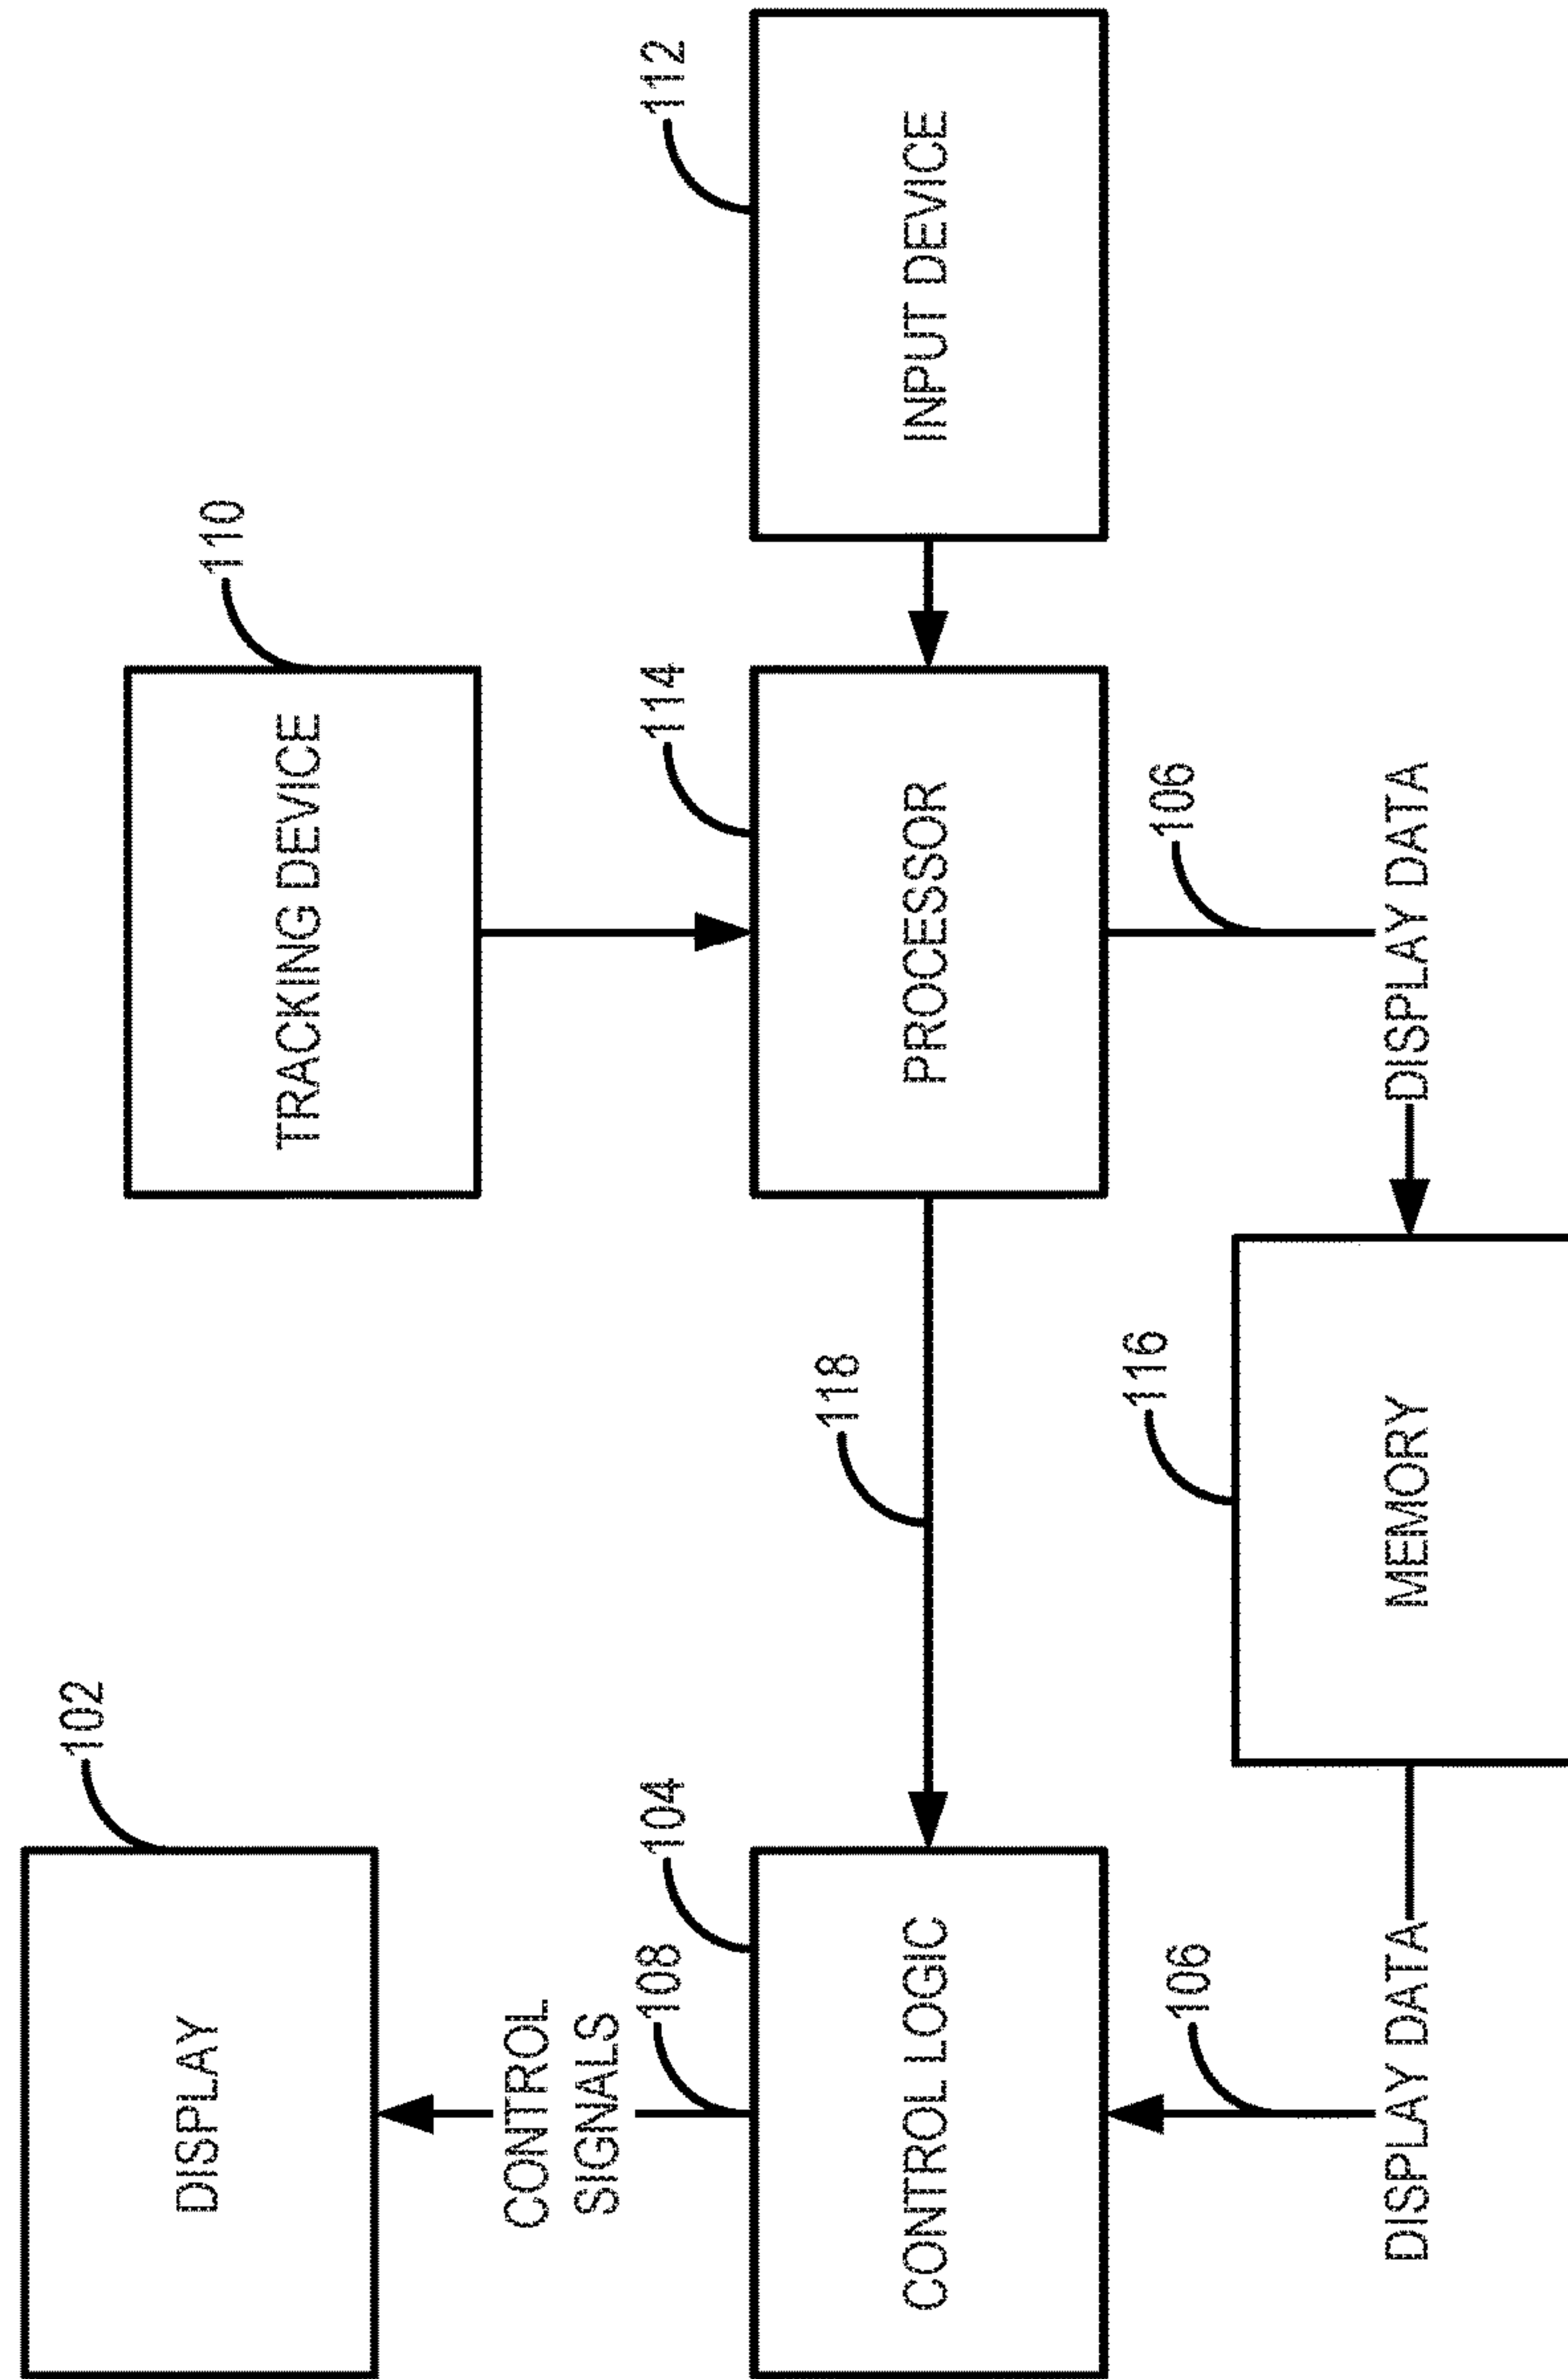 102
DISPLAY
CONTROL
SIGNALS
108
104
CONTROL LOGIC
106
DISPLAY DATA
118
116
MEMORY
110
TRACKING DEVICE
114
PROCESSOR
106
DISPLAY DATA
112
INPUT DEVICE